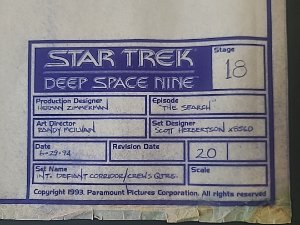 STAR TREK
DEEP SPACE NINE
Stage
18
Production Designer
HERMAN ZIMMERMAN
Episode
"THE SEARCH"
Art Director
RANDY McILVAIN
Set Designer
SCOTT HERBERTSON x5560
Date
6-29-94
Revision Date
20
Set Name
INT. DEFIANT CORRIDOR/CREW'S QTRS.
Scale
Copyright 1993, Paramount Pictures Corporation. All rights reserved